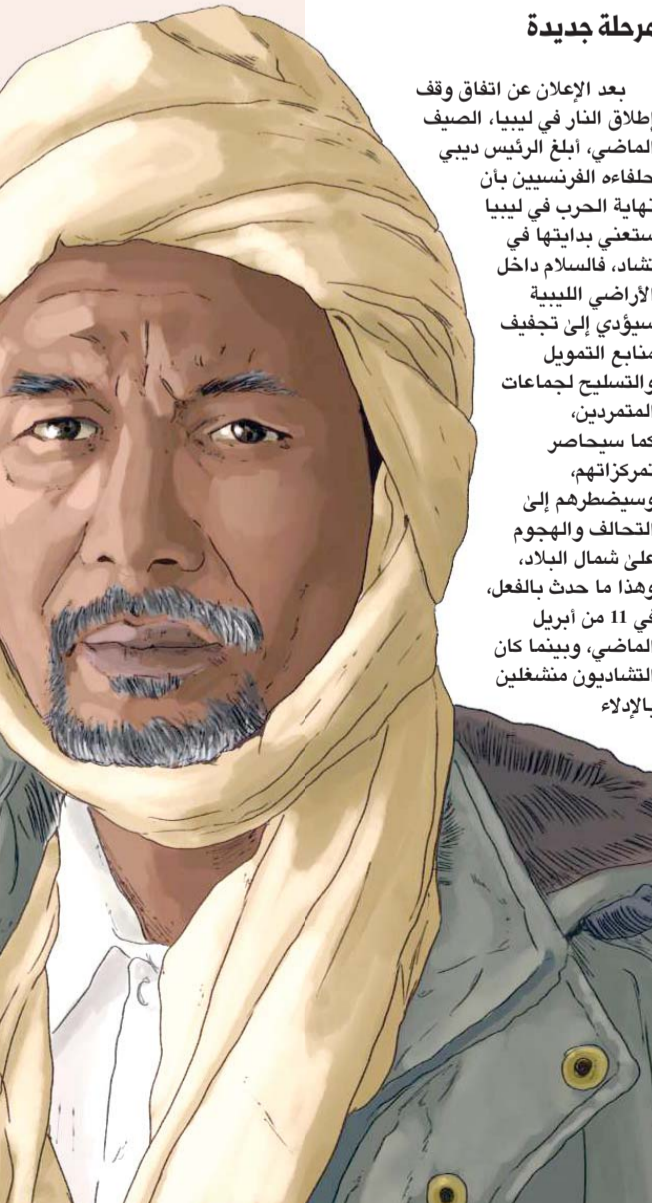 مرحلة جديدة
بعد الإعلان عن اتفاق وقف
إطلاق النار في ليبيا، الصيف
الماضي، أبلغ الرئيس ديبي
حلفاءه الفرنسيين بأن
نهاية الحرب في ليبيا
ستعني بدايتها في
تشاد، فالسلام داخل
الأراضي الليبية
سيؤدي إلىٰ تجفيف
منابع التمويل
والتسليح لجماعات
المتمردين،
كما سيحاصر
تمركزاتهم،
وسيضطرهم إلىٰ
التحالف والهجوم
علىٰ شمال البلاد،
وهذا ما حدث بالفعل،
في 11 من أبريل
الماضي، وبينما كان
التشاديون منشغلين
بالإدلاء